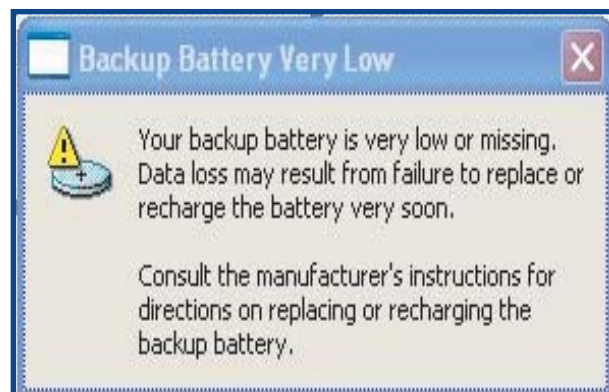 Backup Battery Very Low
Your backup battery is very low or missing.
Data loss may result from failure to replace or
recharge the battery very soon.
Consult the manufacturer's instructions for
directions on replacing or recharging the
backup battery.